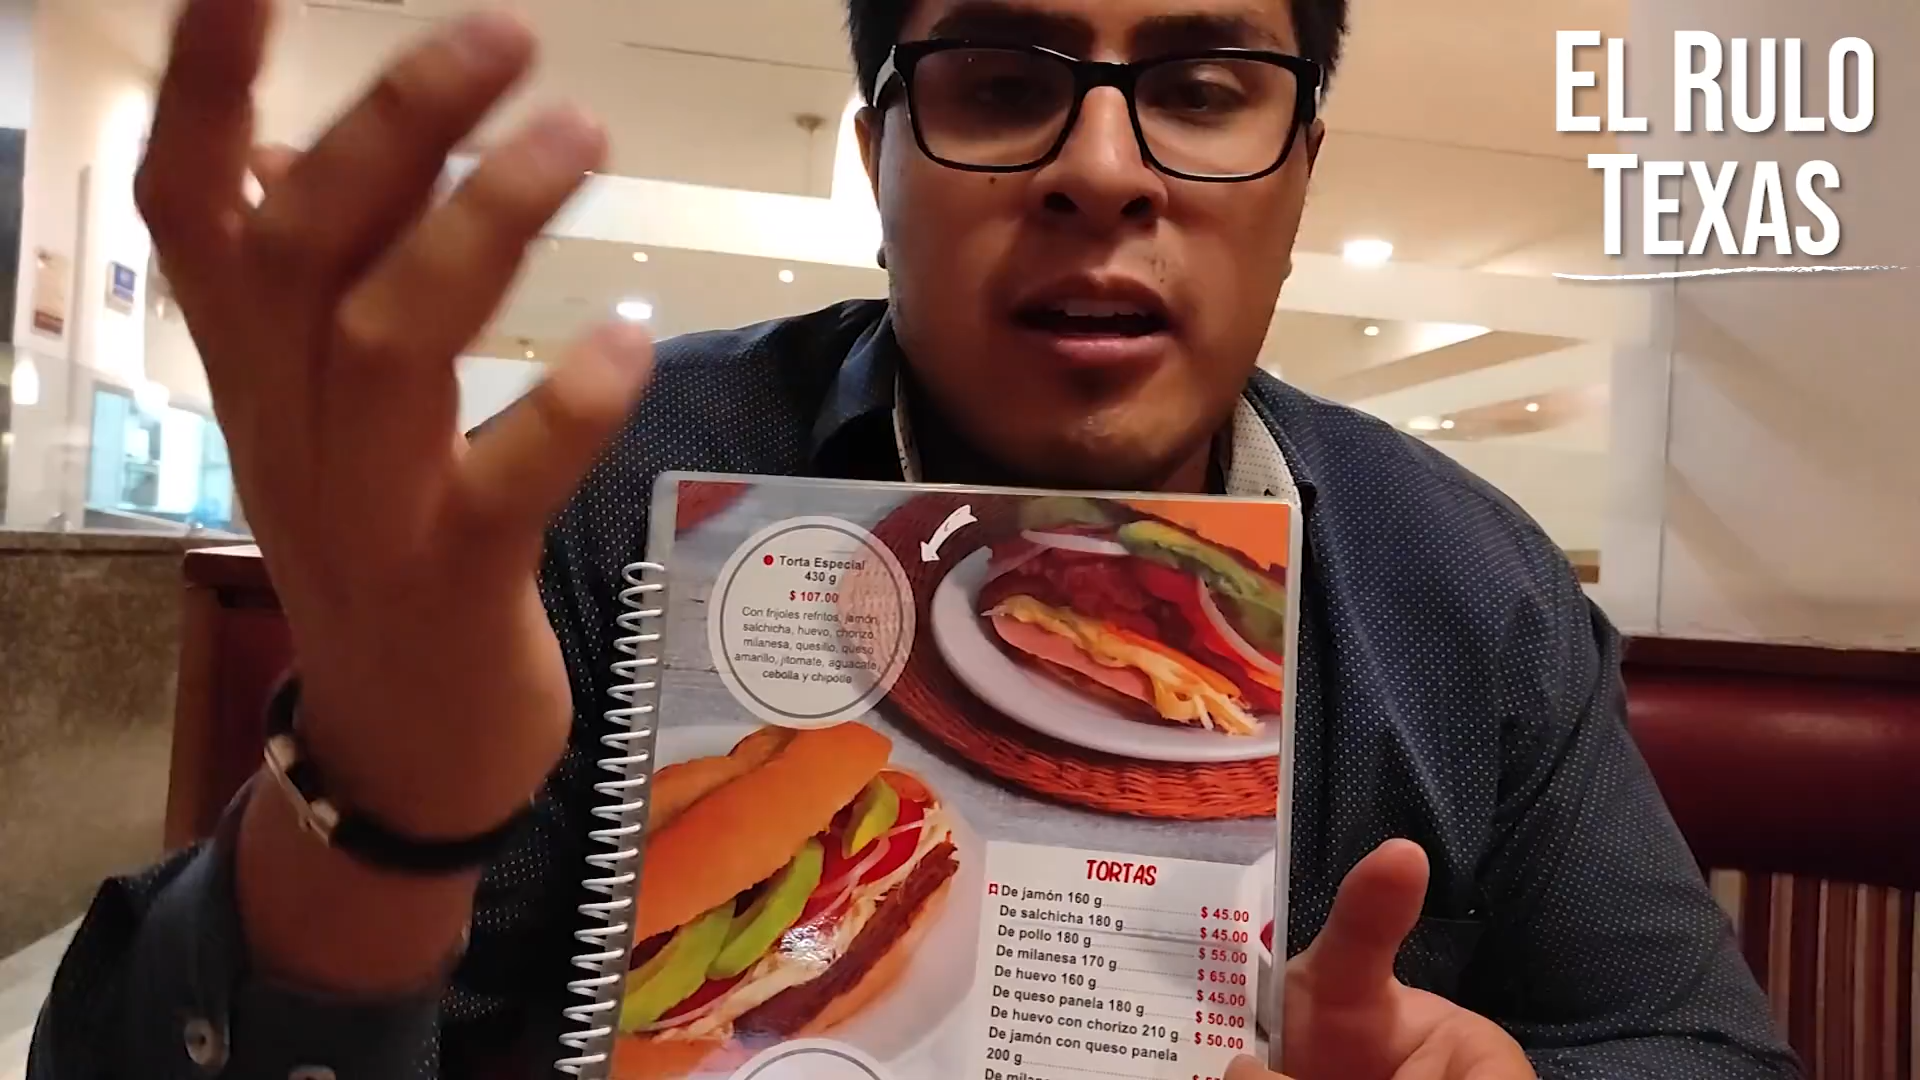 EL RULO
TEXAS
Torta Especial
430 g
$ 107.00
Con frijoles refritos, jamón,
salchicha, huevo, chorizo,
milanesa, quesillo, queso
amarillo, jitomate, aguacate,
cebolla y chipotle
TORTAS
De jamón 160 g $ 45.00
De salchicha 180 g $ 45.00
De pollo 180 g $ 55.00
De milanesa 170 g $ 65.00
De huevo 160 g $ 45.00
De queso panela 180 g $ 50.00
De huevo con chorizo 210 g $ 50.00
De jamón con queso panela
200 g